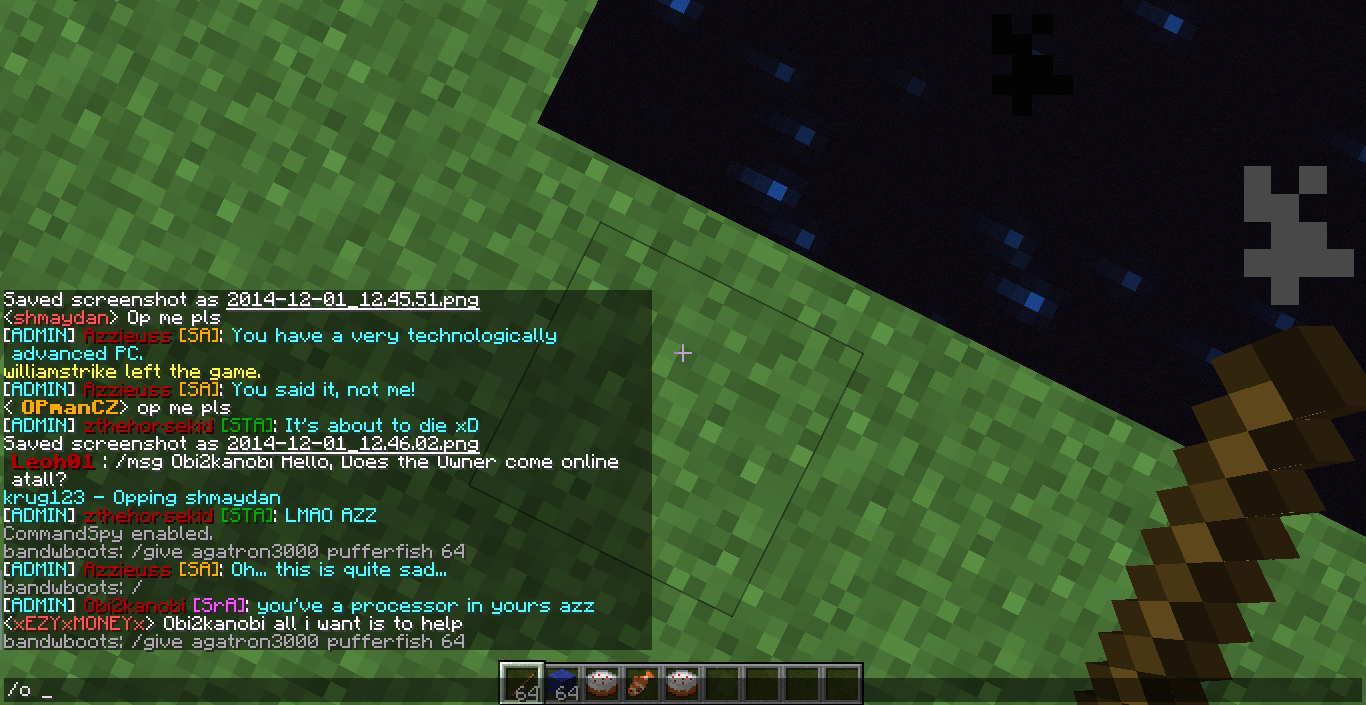 Saved screenshot as 2014-12-01_12.45.51.png
<shmaydan> Op me pls
[ADMIN] Azzieuss [SA]: You have a very technologically
advanced PC.
williamstrike left the game.
[ADMIN] Azzieuss [SA]: You said it, not me!
< OPmanCZ> op me pls
[ADMIN] zthehorsekid [STA]: It's about to die xD
Saved screenshot as 2014-12-01_12.46.02.png
Leoh01 : /msg Obi2kanobi Hello, Does the Owner come online
atall?
krug123 - Opping shmaydan
[ADMIN] zthehorsekid [STA]: LMAO AZZ
CommandSpy enabled.
bandwboots: /give agatron3000 pufferfish 64
[ADMIN] Azzieuss [SA]: Oh... this is quite sad...
bandwboots: /
[ADMIN] Obi2kanobi [SrA]: you've a processor in yours azz
<xEZYxMONEYx> Obi2kanobi all i want is to help
bandwboots: /give agatron3000 pufferfish 64
/o _
64 64